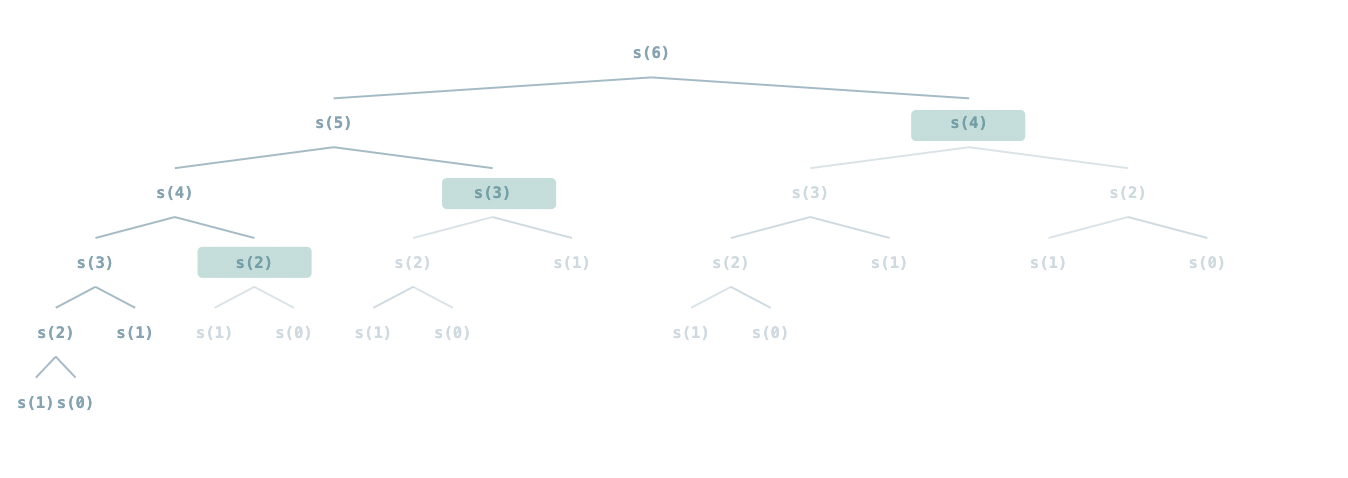 s(6)
s(5) s(4)
s(4) s(3) s(3) s(2)
s(3) s(2) s(2) s(1) s(2) s(1) s(1) s(0)
s(2) s(1) s(1) s(0) s(1) s(0) s(1) s(0)
s(1) s(0)